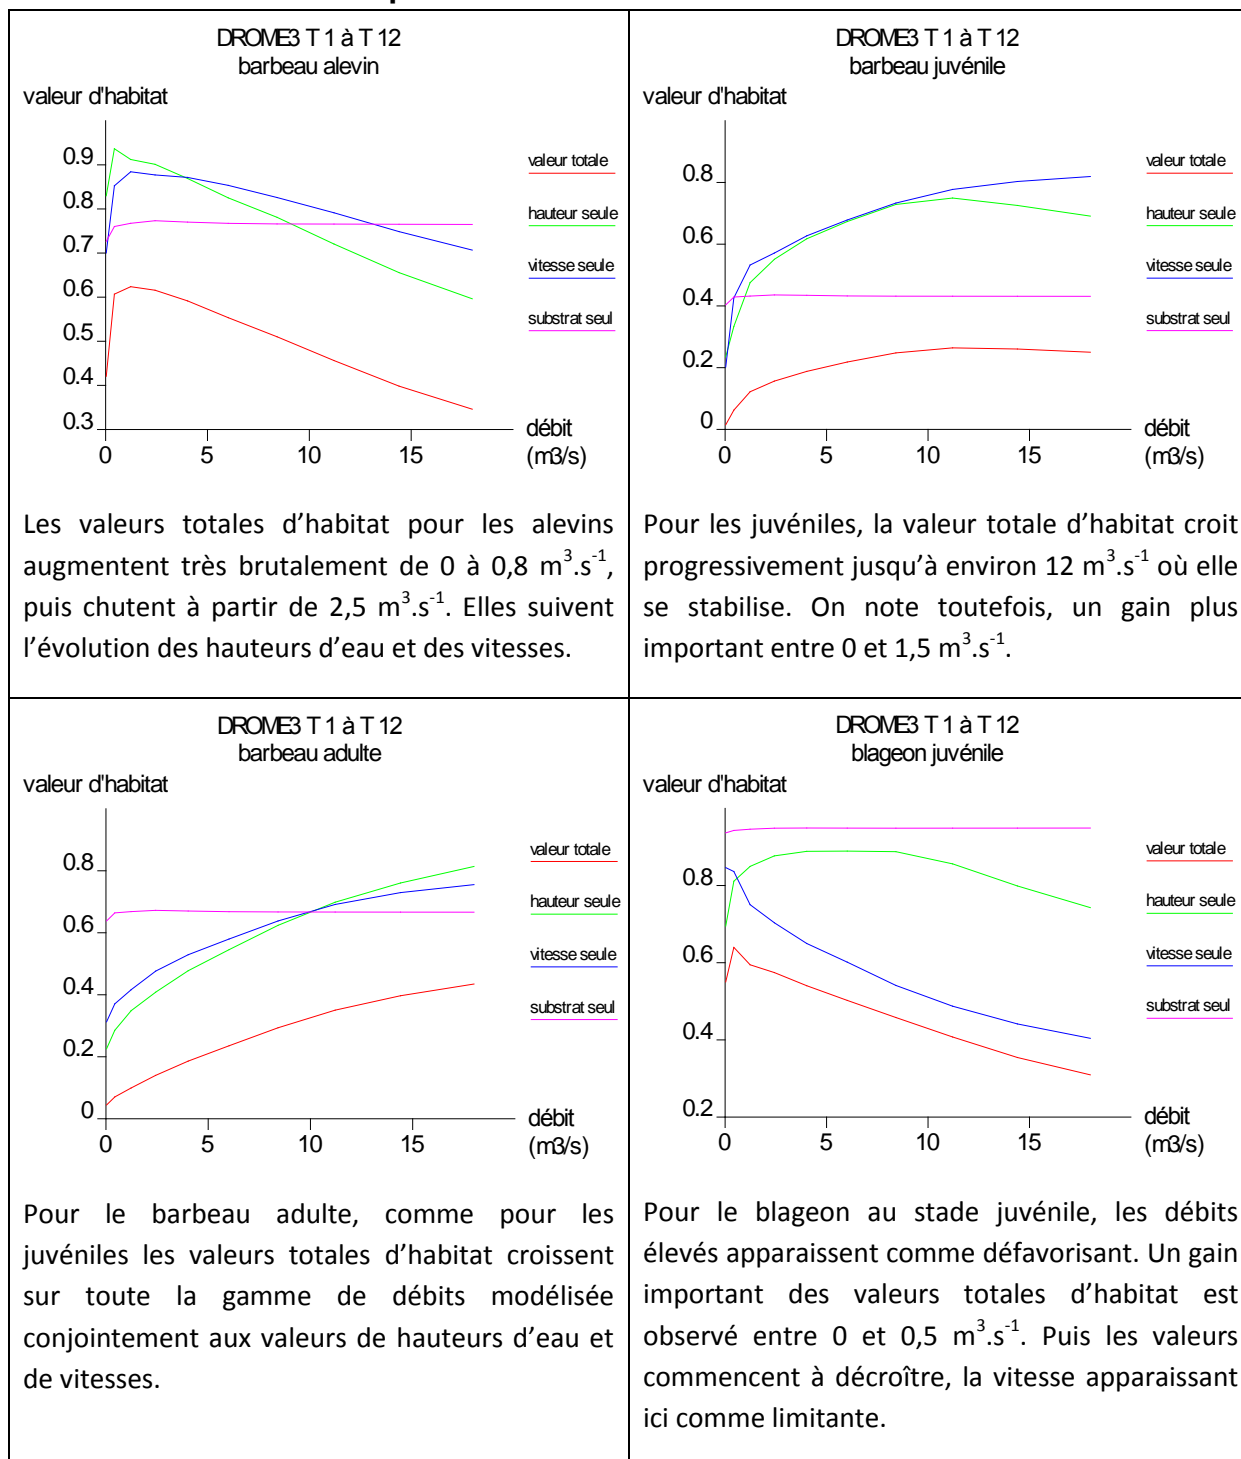 DROME3 T 1 à T 12
barbeau alevin
valeur d'habitat
0.9
0.8
0.7
0.6
0.5
0.4
0.3
0
5
10
15
débit
(m3/s)
valeur totale
hauteur seule
vitesse seule
substrat seul
Les valeurs totales d’habitat pour les alevins
augmentent très brutalement de 0 à 0,8 m³.s⁻¹,
puis chutent à partir de 2,5 m³.s⁻¹. Elles suivent
l’évolution des hauteurs d’eau et des vitesses.
DROME3 T 1 à T 12
barbeau juvénile
valeur d'habitat
0.8
0.6
0.4
0.2
0
0
5
10
15
débit
(m3/s)
valeur totale
hauteur seule
vitesse seule
substrat seul
Pour les juvéniles, la valeur totale d’habitat croit
progressivement jusqu’à environ 12 m³.s⁻¹ où elle
se stabilise. On note toutefois, un gain plus
important entre 0 et 1,5 m³.s⁻¹.
DROME3 T 1 à T 12
barbeau adulte
valeur d'habitat
0.8
0.6
0.4
0.2
0
0
5
10
15
débit
(m3/s)
valeur totale
hauteur seule
vitesse seule
substrat seul
Pour le barbeau adulte, comme pour les
juvéniles les valeurs totales d’habitat croissent
sur toute la gamme de débits modélisée
conjointement aux valeurs de hauteurs d’eau et
de vitesses.
DROME3 T 1 à T 12
blageon juvénile
valeur d'habitat
0.8
0.6
0.4
0.2
0
5
10
15
débit
(m3/s)
valeur totale
hauteur seule
vitesse seule
substrat seul
Pour le blageon au stade juvénile, les débits
élevés apparaissent comme défavorisant. Un gain
important des valeurs totales d’habitat est
observé entre 0 et 0,5 m³.s⁻¹. Puis les valeurs
commencent à décroître, la vitesse apparaissant
ici comme limitante.